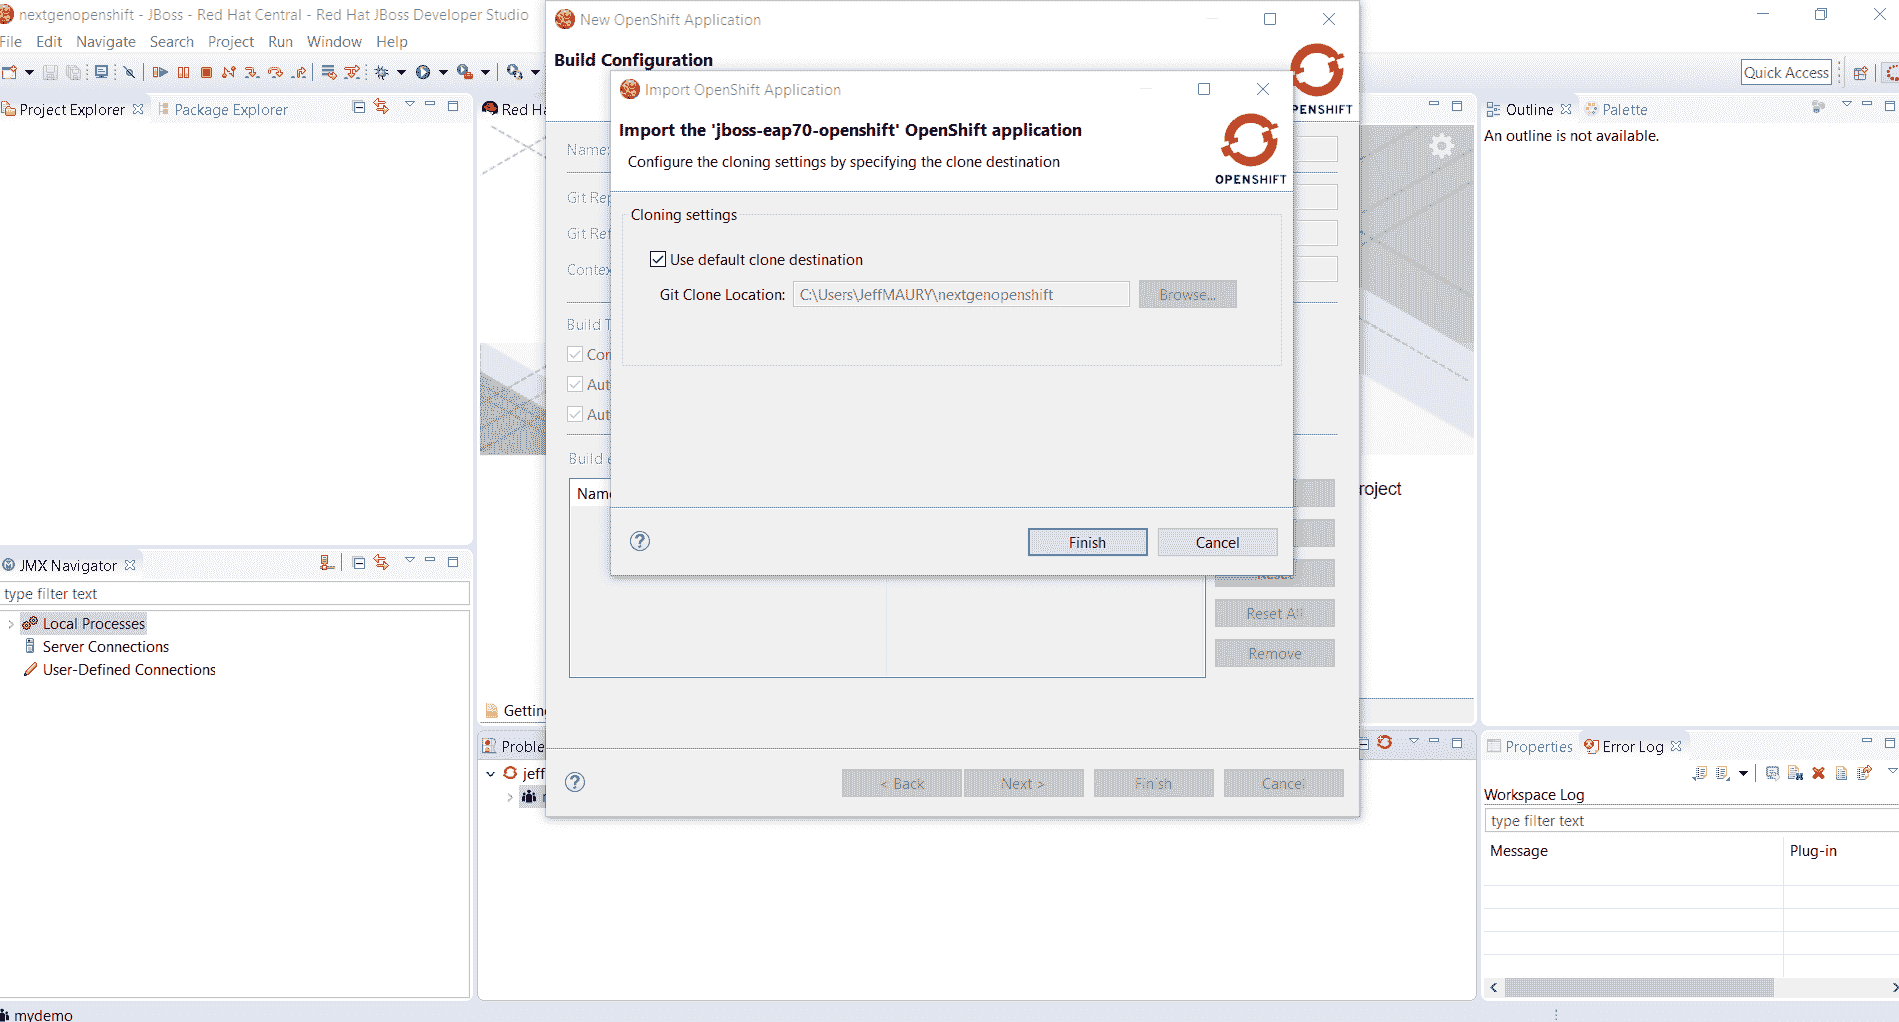 nextgenopenshift - JBoss - Red Hat Central - Red Hat JBoss Developer Studio
File Edit Navigate Search Project Run Window Help
Quick Access
Project Explorer
Package Explorer
Red Ha
Outline
Palette
An outline is not available.
New OpenShift Application
Build Configuration
OPENSHIFT
Name:
Git Rep
Git Ref
Contex
Build T
Con
Aut
Aut
Build e
Name
Reset
Reset All
Remove
< Back
Next >
Finish
Cancel
Import OpenShift Application
Import the 'jboss-eap70-openshift' OpenShift application
Configure the cloning settings by specifying the clone destination
OPENSHIFT
Cloning settings
Use default clone destination
Git Clone Location:
C:\Users\JeffMAURY\nextgenopenshift
Browse...
Finish
Cancel
roject
Getting
JMX Navigator
type filter text
Local Processes
Server Connections
User-Defined Connections
Proble
jeff
Properties
Error Log
Workspace Log
type filter text
Message
Plug-in
mydemo